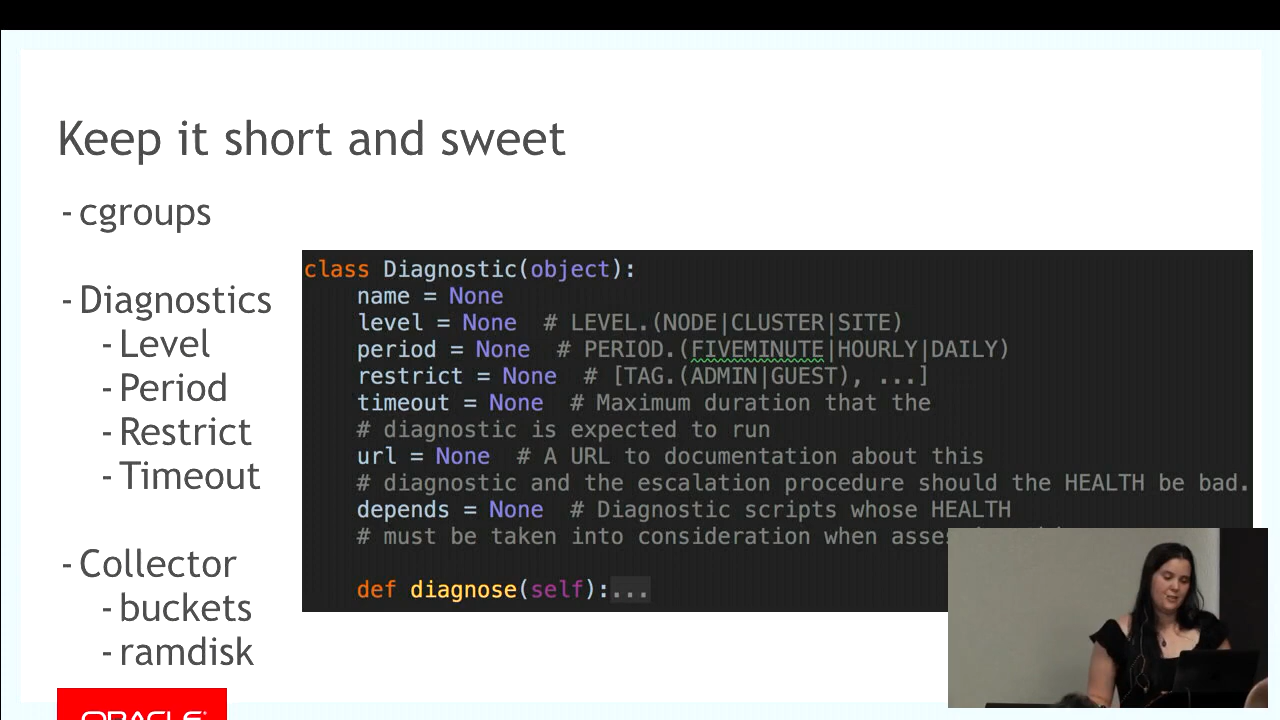 Keep it short and sweet
- cgroups
- Diagnostics
- Level
- Period
- Restrict
- Timeout
- Collector
- buckets
- ramdisk
class Diagnostic(object):
name = None
level = None # LEVEL.(NODE|CLUSTER|SITE)
period = None # PERIOD.(FIVEMINUTE|HOURLY|DAILY)
restrict = None # [TAG.(ADMIN|GUEST), ...]
timeout = None # Maximum duration that the
# diagnostic is expected to run
url = None # A URL to documentation about this
# diagnostic and the escalation procedure should the HEALTH be bad.
depends = None # Diagnostic scripts whose HEALTH
# must be taken into consideration when
def diagnose(self):...
ORACLE